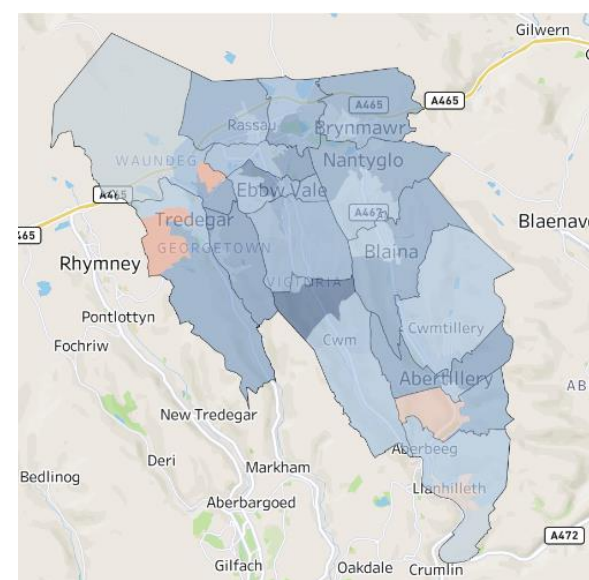 Gilwern
A465
A465
Rassau
Brynmawr
WAUNDEG
Nantyglo
A465
Ebbw Vale
A467
Tredegar
Blaenav
465
GEORGETOWN
Blaina
Rhymney
VICTORIA
Pontlottyn
Cwmtillery
Cwm
Fochriw
Abertillery
AB
New Tredegar
Aberbeeg
Deri
Markham
Bedlinog
Llanhilleth
Aberbargoed
A472
Gilfach
Oakdale
Crumlin